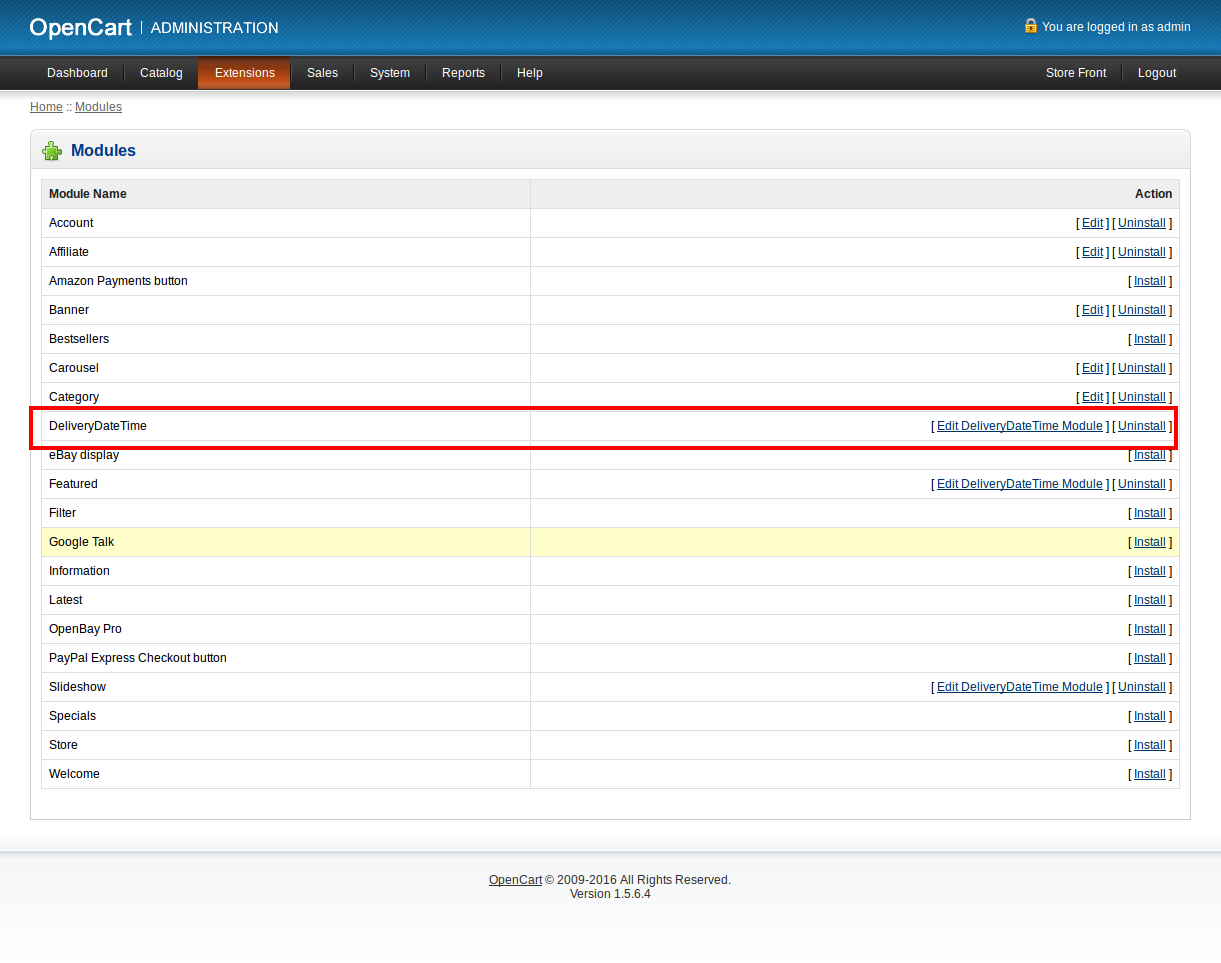 OpenCart | ADMINISTRATION
You are logged in as admin
Dashboard Catalog Extensions Sales System Reports Help Store Front Logout
Home :: Modules
Modules
Module Name Action
Account [ Edit ] [ Uninstall ]
Affiliate [ Edit ] [ Uninstall ]
Amazon Payments button [ Install ]
Banner [ Edit ] [ Uninstall ]
Bestsellers [ Install ]
Carousel [ Edit ] [ Uninstall ]
Category [ Edit ] [ Uninstall ]
DeliveryDateTime [ Edit DeliveryDateTime Module ] [ Uninstall ]
eBay display [ Install ]
Featured [ Edit DeliveryDateTime Module ] [ Uninstall ]
Filter [ Install ]
Google Talk [ Install ]
Information [ Install ]
Latest [ Install ]
OpenBay Pro [ Install ]
PayPal Express Checkout button [ Install ]
Slideshow [ Edit DeliveryDateTime Module ] [ Uninstall ]
Specials [ Install ]
Store [ Install ]
Welcome [ Install ]
OpenCart © 2009-2016 All Rights Reserved.
Version 1.5.6.4